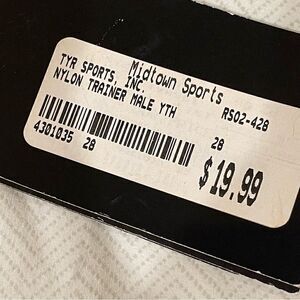 Midtown Sports
TYR SPORTS, INC.
NYLON TRAINER MALE YTH
RS02-428
4301035 28 28
$19.99